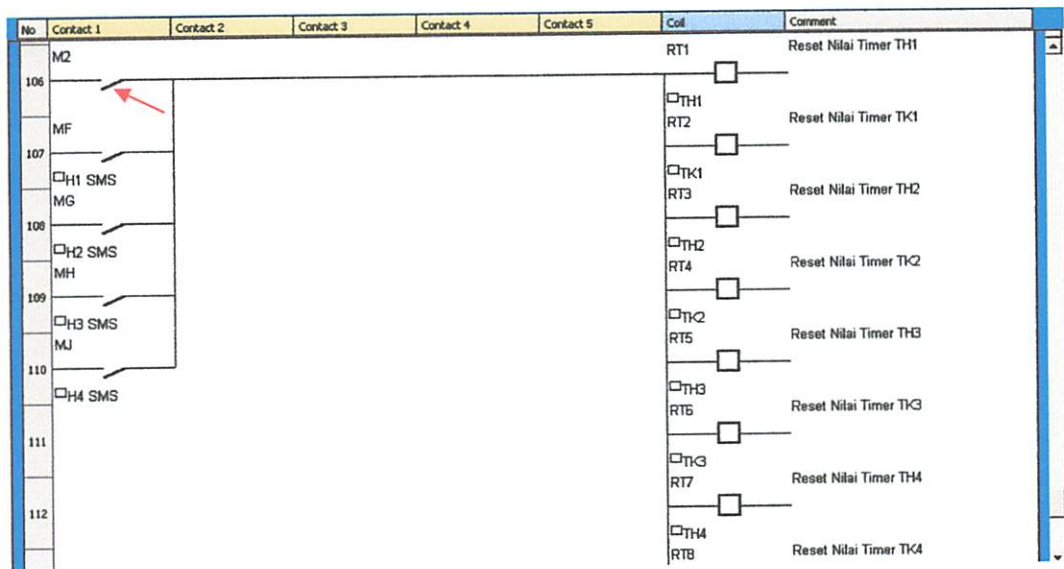 No Contact 1 Contact 2 Contact 3 Contact 4 Contact 5 Coil Comment
M2 RT1 Reset Nilai Timer TH1
106
TH1
MF RT2 Reset Nilai Timer TK1
107
H1 SMS TK1
MG RT3 Reset Nilai Timer TH2
108
H2 SMS TH2
MH RT4 Reset Nilai Timer TK2
109
H3 SMS TK2
MJ RT5 Reset Nilai Timer TH3
110
H4 SMS TH3
RT6 Reset Nilai Timer TK3
111
TK3
RT7 Reset Nilai Timer TH4
112
TH4
RT8 Reset Nilai Timer TK4